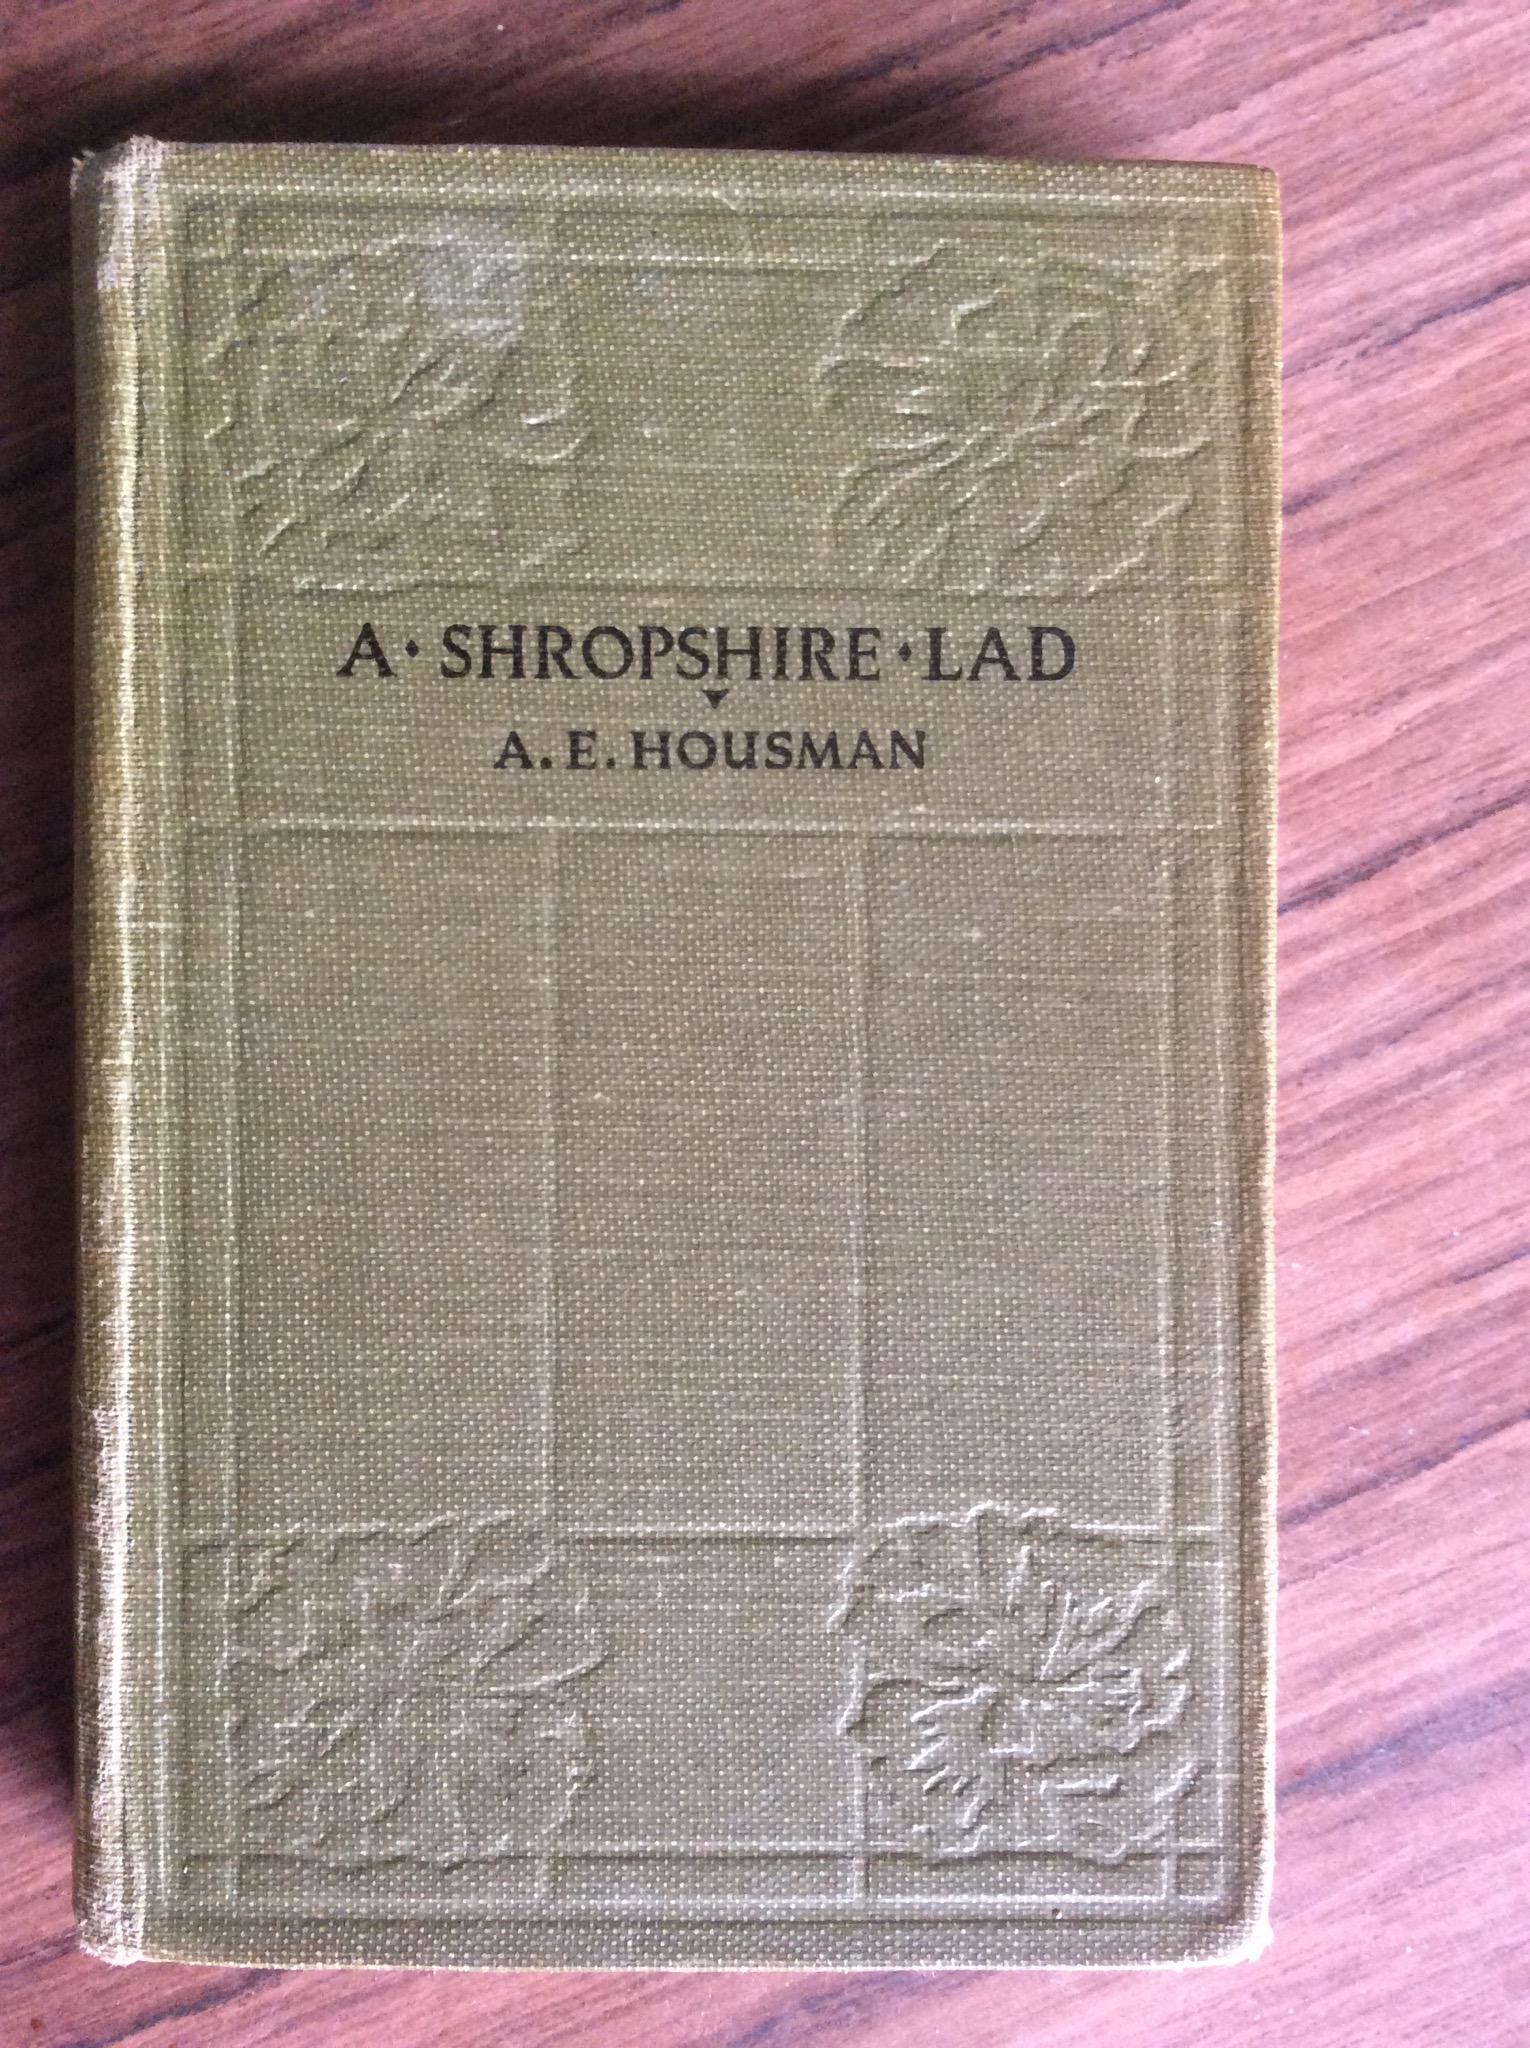 A · SHROPSHIRE · LAD
A. E. HOUSMAN